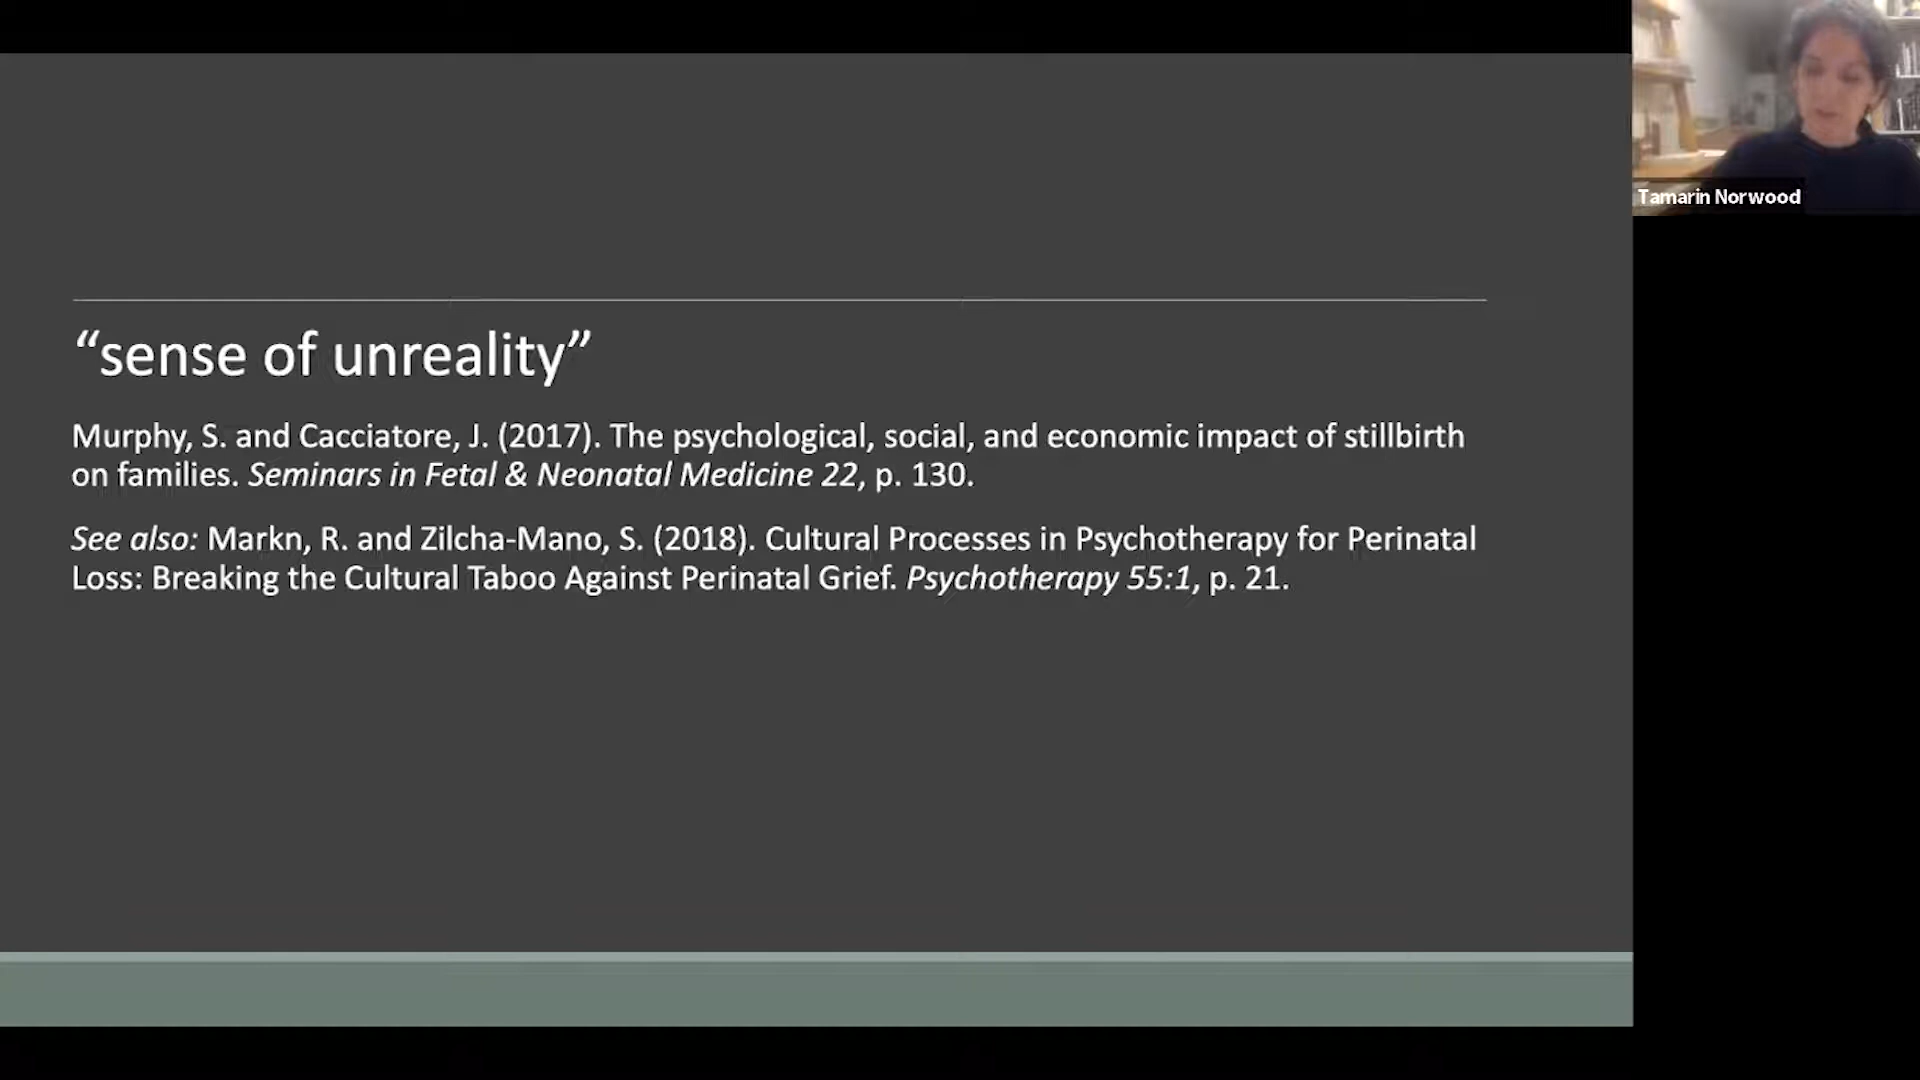 “sense of unreality”
Murphy, S. and Cacciatore, J. (2017). The psychological, social, and economic impact of stillbirth
on families. Seminars in Fetal & Neonatal Medicine 22, p. 130.
See also: Markn, R. and Zilcha-Mano, S. (2018). Cultural Processes in Psychotherapy for Perinatal
Loss: Breaking the Cultural Taboo Against Perinatal Grief. Psychotherapy 55:1, p. 21.
Tamarin Norwood